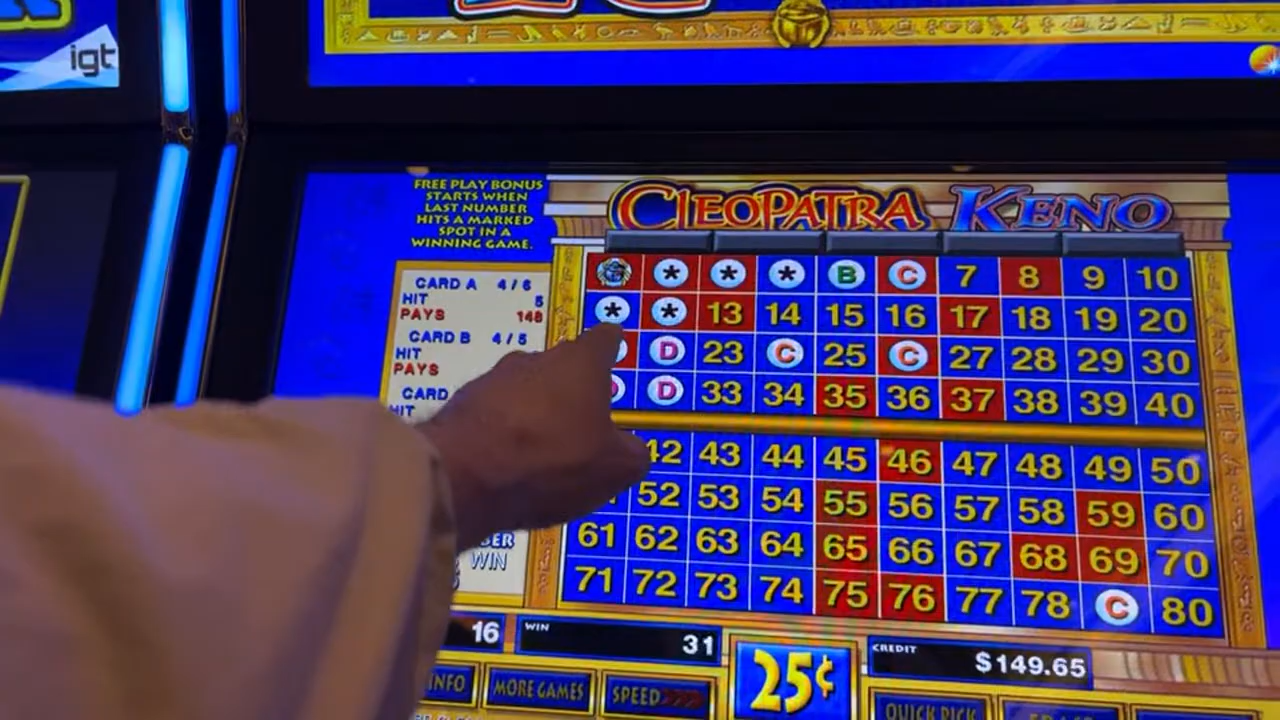 igt
FREE PLAY BONUS
STARTS WHEN
LAST NUMBER
HITS A MARKED
SPOT IN A
WINNING GAME.
CLEOPATRA KENO
CARD A 4/6
HIT 5
PAYS 148
CARD B 4/5
HIT
PAYS
CARD
HIT
* * * B C 7 8 9 10
* * 13 14 15 16 17 18 19 20
D 23 C 25 C 27 28 29 30
D 33 34 35 36 37 38 39 40
42 43 44 45 46 47 48 49 50
52 53 54 55 56 57 58 59 60
61 62 63 64 65 66 67 68 69 70
71 72 73 74 75 76 77 78 C 80
WIN
16
WIN 31
25¢
CREDIT $149.65
INFO
MORE GAMES
SPEED >>>
QUICK PICK